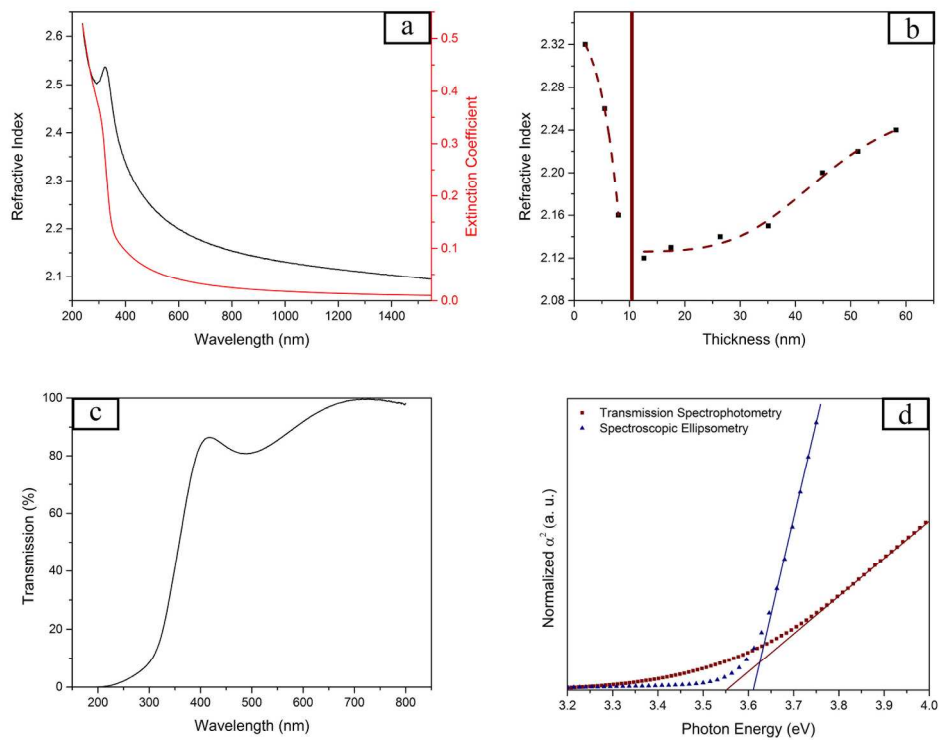 a
2.6
2.5
2.4
2.3
2.2
2.1
Refractive Index
0.5
0.4
0.3
0.2
0.1
0.0
Extinction Coefficient
200 400 600 800 1000 1200 1400
Wavelength (nm)
b
2.32
2.28
2.24
2.20
2.16
2.12
2.08
Refractive Index
0 10 20 30 40 50 60
Thickness (nm)
c
100
80
60
40
20
0
Transmission (%)
200 300 400 500 600 700 800
Wavelength (nm)
d
Transmission Spectrophotometry
Spectroscopic Ellipsometry
Normalized α² (a. u.)
3.2 3.3 3.4 3.5 3.6 3.7 3.8 3.9 4.0
Photon Energy (eV)